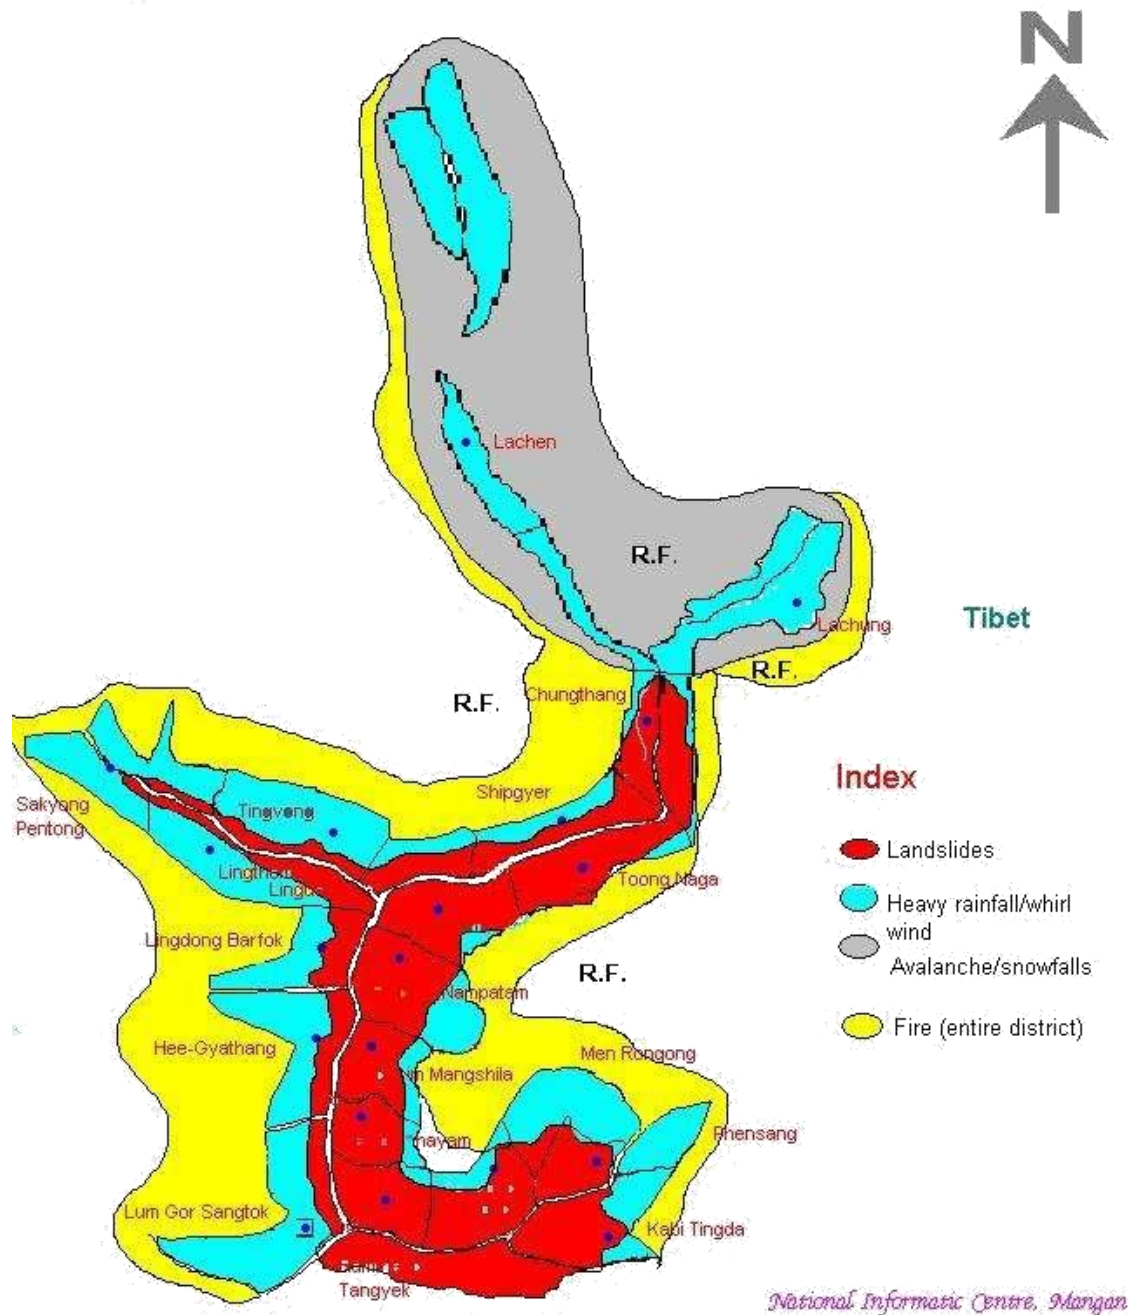 N
Lachen
R.F.
Lachung
Tibet
R.F.
Chungthang
R.F.
Index
Sakyong
Pentong
Tingvong
Shipgyer
Landslides
Toong Naga
Heavy rainfall/whirl
wind
Lingdong Barfok
Avalanche/snowfalls
R.F.
Nampatam
Fire (entire district)
Hee-Gyathang
Men Rongong
Mangshila
Phensang
Lum Gor Sangtok
Kabi Tingda
Tangyek
National Informatic Centre, Mangan